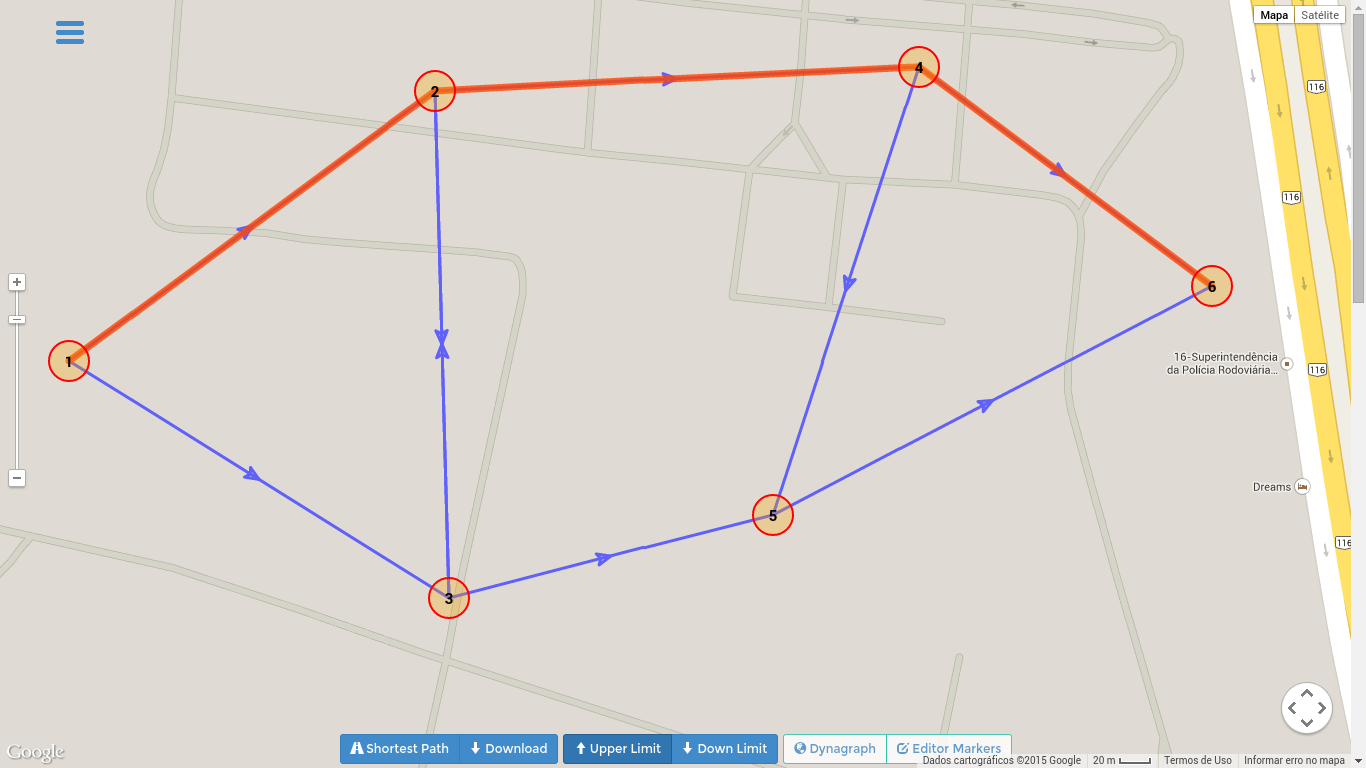 Mapa Satélite
116
116
116
116
2
4
6
1
5
3
+
−
16-Superintendência
da Polícia Rodoviária...
Dreams
Shortest Path Download Upper Limit Down Limit Dynagraph Editor Markers
Google
Dados cartográficos ©2015 Google 20 m Termos de Uso Informar erro no mapa